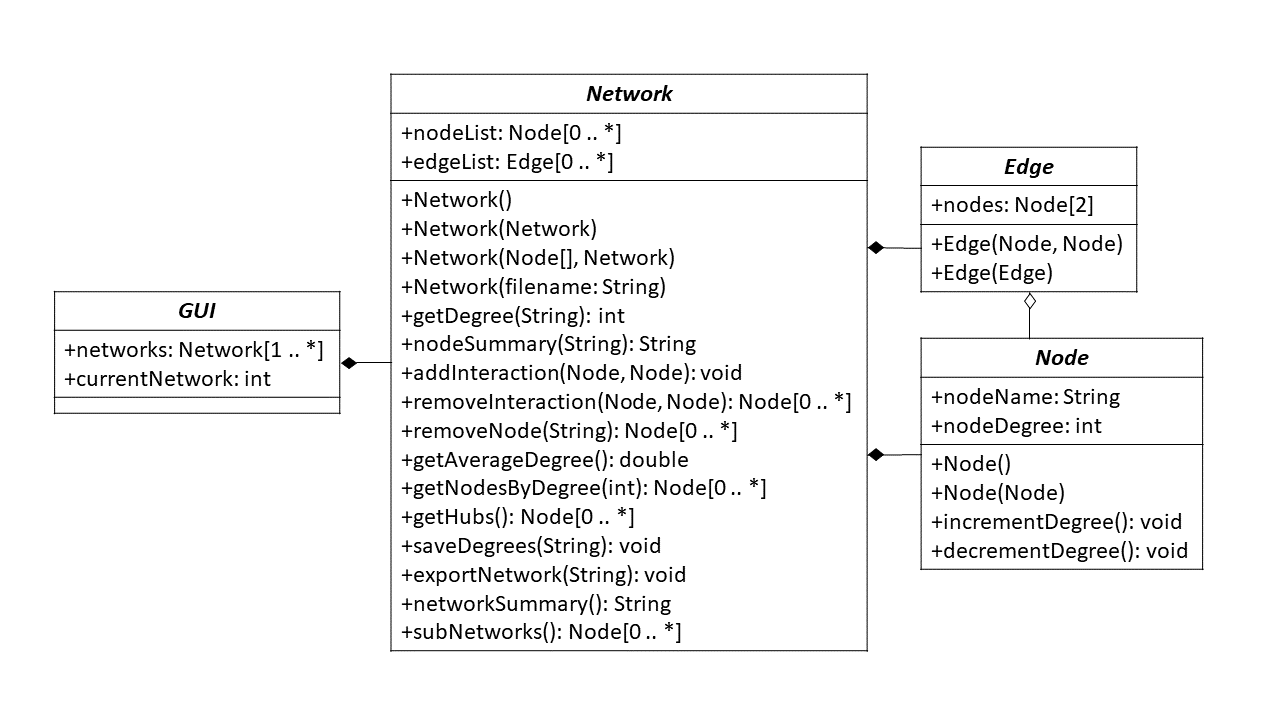 Network
+nodeList: Node[0 .. *]
+edgeList: Edge[0 .. *]
+Network()
+Network(Network)
+Network(Node[], Network)
+Network(filename: String)
+getDegree(String): int
+nodeSummary(String): String
+addInteraction(Node, Node): void
+removeInteraction(Node, Node): Node[0 .. *]
+removeNode(String): Node[0 .. *]
+getAverageDegree(): double
+getNodesByDegree(int): Node[0 .. *]
+getHubs(): Node[0 .. *]
+saveDegrees(String): void
+exportNetwork(String): void
+networkSummary(): String
+subNetworks(): Node[0 .. *]
GUI
+networks: Network[1 .. *]
+currentNetwork: int
Edge
+nodes: Node[2]
+Edge(Node, Node)
+Edge(Edge)
Node
+nodeName: String
+nodeDegree: int
+Node()
+Node(Node)
+incrementDegree(): void
+decrementDegree(): void